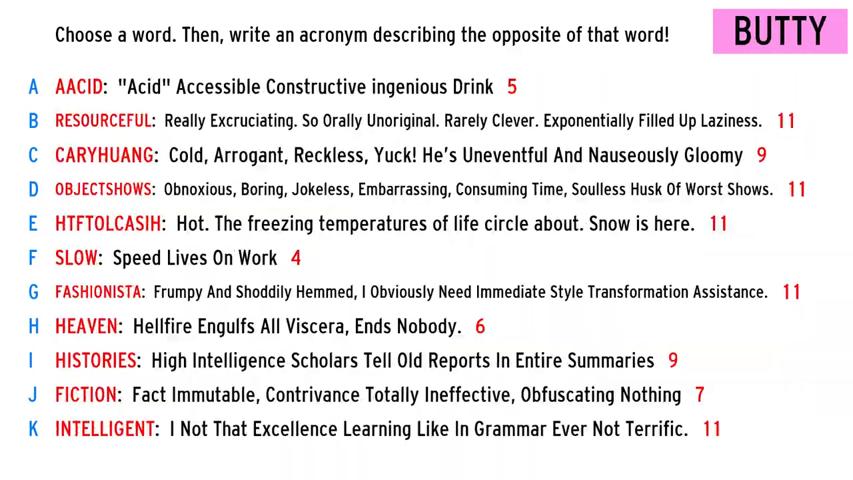 Choose a word. Then, write an acronym describing the opposite of that word!
BUTTY
A AACID: "Acid" Accessible Constructive ingenious Drink 5
B RESOURCEFUL: Really Excruciating. So Orally Unoriginal. Rarely Clever. Exponentially Filled Up Laziness. 11
C CARYHUANG: Cold, Arrogant, Reckless, Yuck! He's Uneventful And Nauseously Gloomy 9
D OBJECTSHOWS: Obnoxious, Boring, Jokeless, Embarrassing, Consuming Time, Soulless Husk Of Worst Shows. 11
E HTFTOLCASIH: Hot. The freezing temperatures of life circle about. Snow is here. 11
F SLOW: Speed Lives On Work 4
G FASHIONISTA: Frumpy And Shoddily Hemmed, I Obviously Need Immediate Style Transformation Assistance. 11
H HEAVEN: Hellfire Engulfs All Viscera, Ends Nobody. 6
I HISTORIES: High Intelligence Scholars Tell Old Reports In Entire Summaries 9
J FICTION: Fact Immutable, Contrivance Totally Ineffective, Obfuscating Nothing 7
K INTELLIGENT: I Not That Excellence Learning Like In Grammar Ever Not Terrific. 11